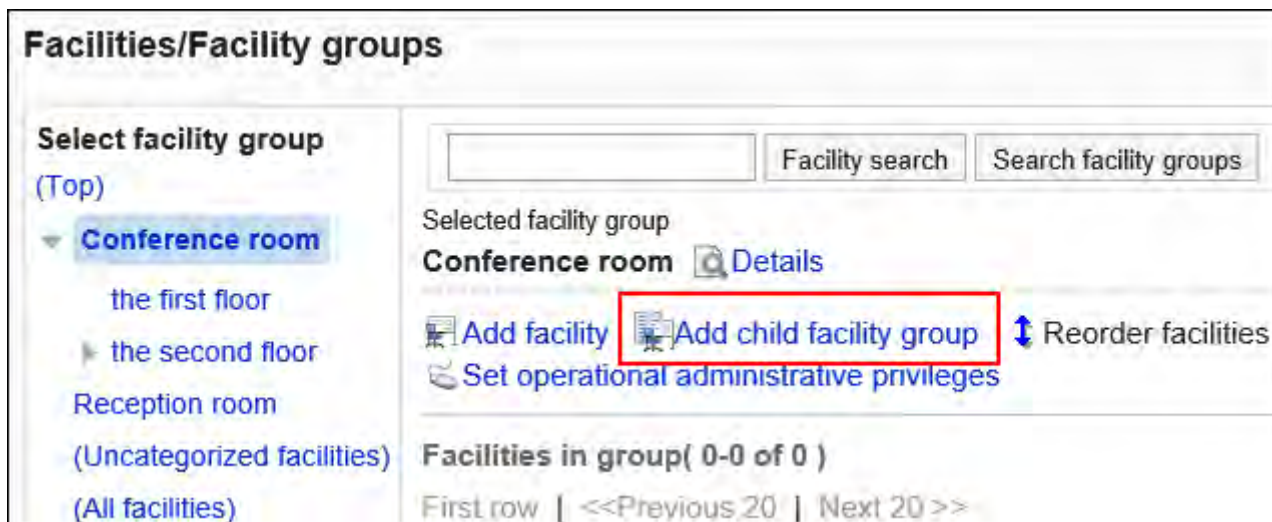 Facilities/Facility groups
Select facility group
(Top)
Conference room
the first floor
the second floor
Reception room
(Uncategorized facilities)
(All facilities)
Facility search
Search facility groups
Selected facility group
Conference room Details
Add facility Add child facility group Reorder facilities
Set operational administrative privileges
Facilities in group( 0-0 of 0 )
First row | <<Previous 20 | Next 20 >>